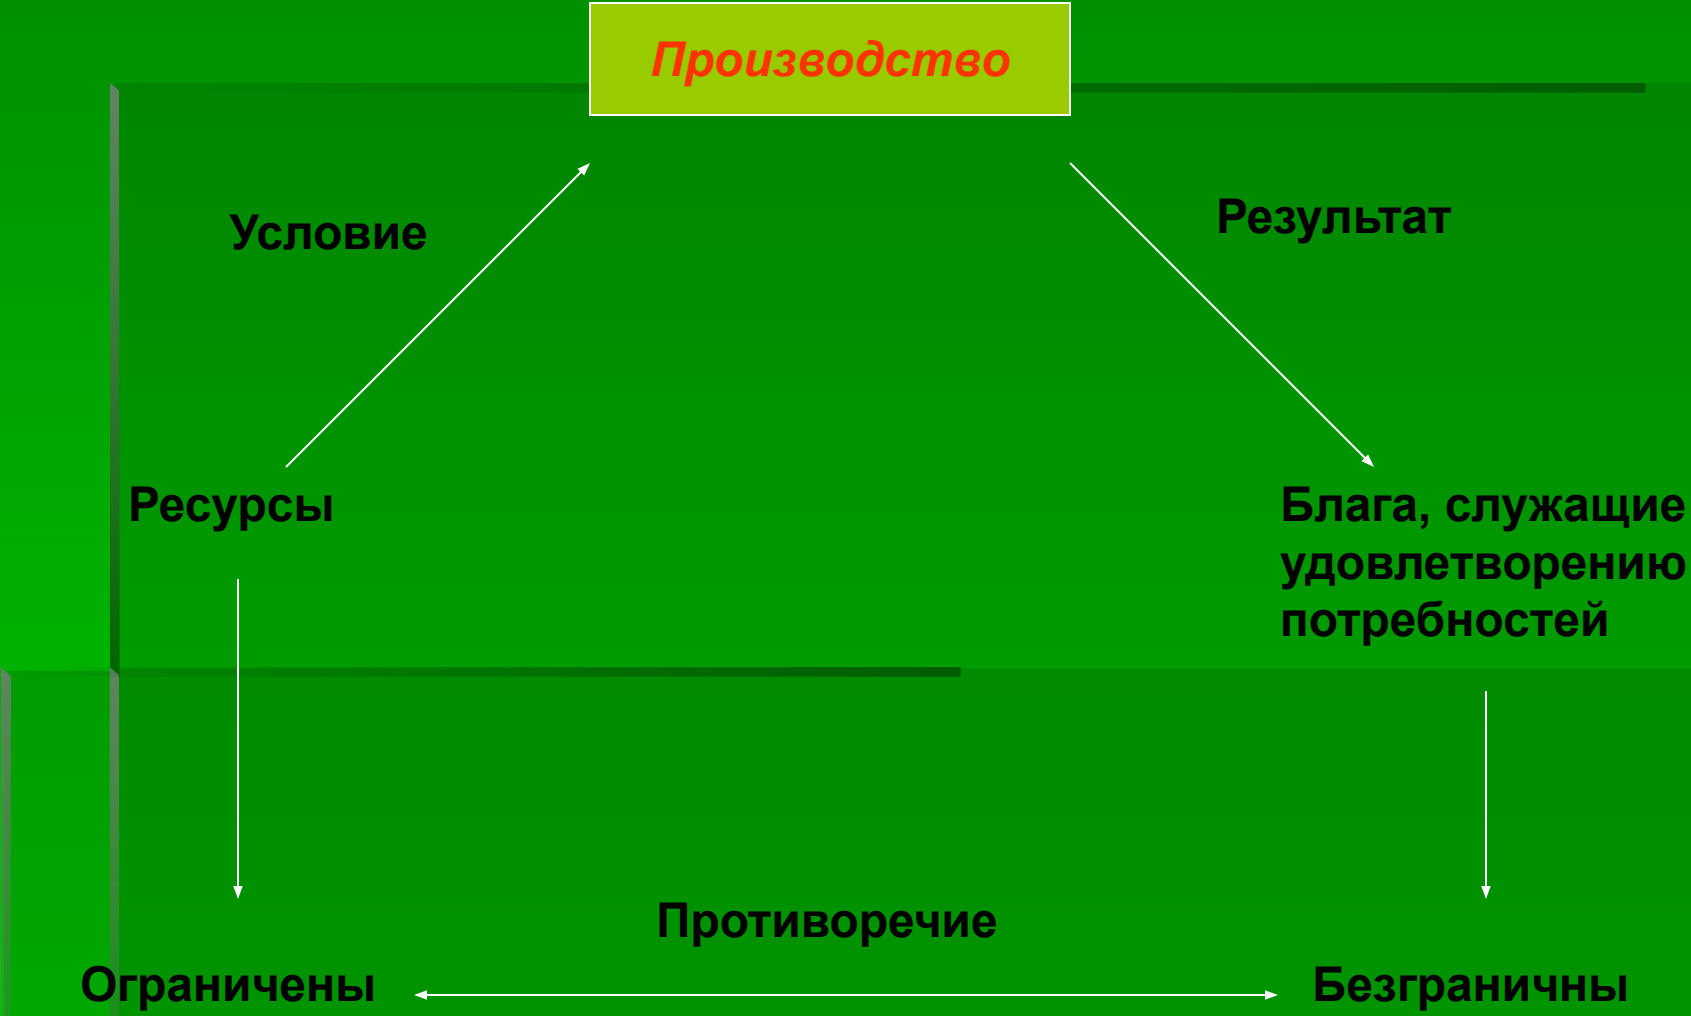 Производство
Условие
Результат
Ресурсы
Блага, служащие
удовлетворению
потребностей
Противоречие
Ограничены
Безграничны